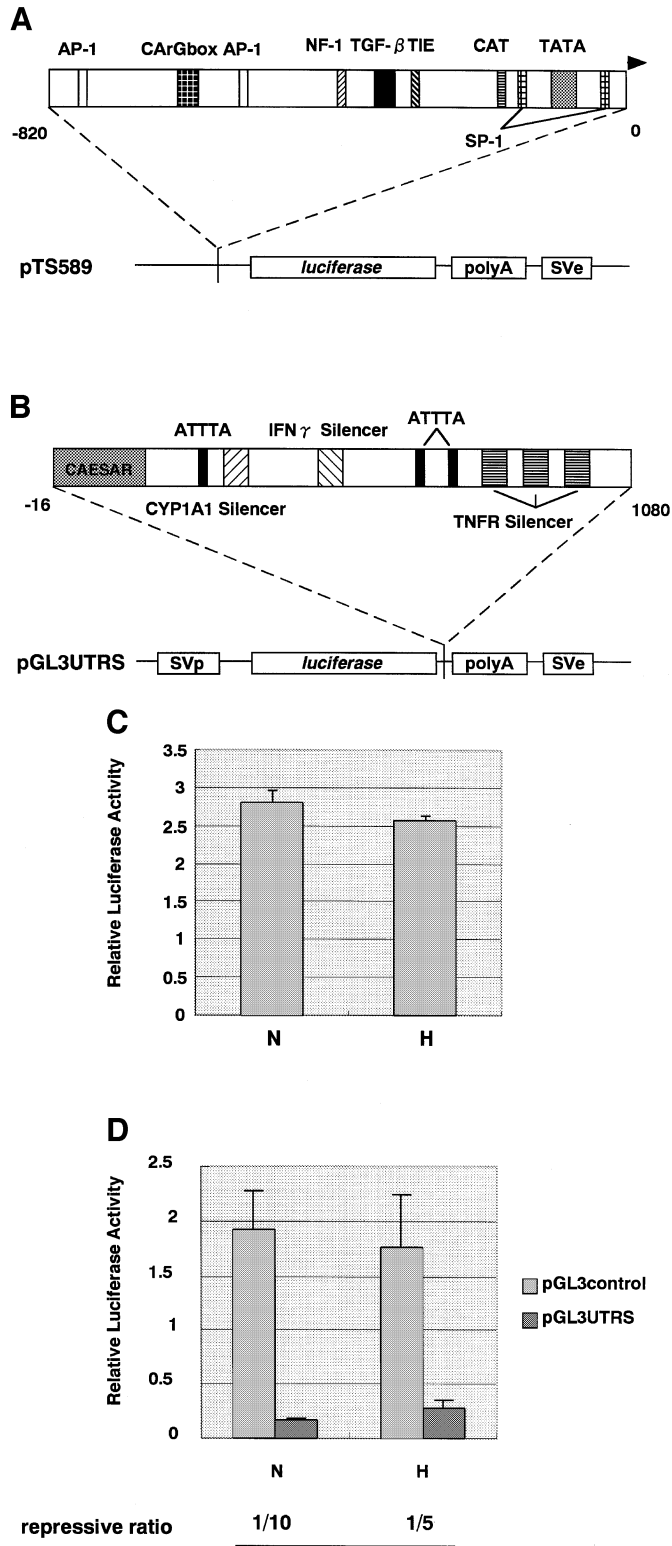 A
AP-1 CArGbox AP-1 NF-1 TGF-βTIE CAT TATA
SP-1
-820 0
pTS589 luciferase polyA SVe
B
ATTTA IFNγ Silencer ATTTA
CAESAR
-16 CYP1A1 Silencer TNFR Silencer 1080
pGL3UTRS SVp luciferase polyA SVe
C
Relative Luciferase Activity
3.5
3
2.5
2
1.5
1
0.5
0
N H
D
Relative Luciferase Activity
2.5
2
1.5
1
0.5
0
pGL3control
pGL3UTRS
N H
repressive ratio 1/10 1/5